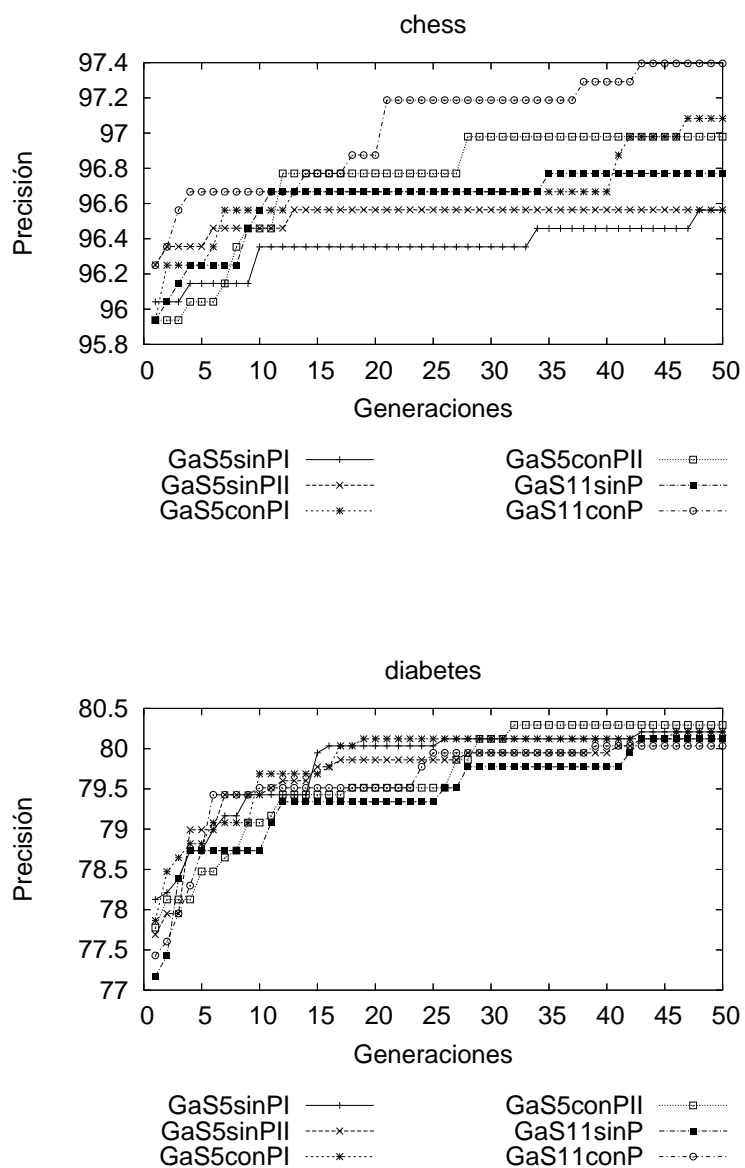 chess
97.4
97.2
97
96.8
96.6
96.4
96.2
96
95.8
Precisión
0 5 10 15 20 25 30 35 40 45 50
Generaciones
GaS5sinPI GaS5conPII
GaS5sinPII GaS11sinP
GaS5conPI GaS11conP
diabetes
80.5
80
79.5
79
78.5
78
77.5
77
Precisión
0 5 10 15 20 25 30 35 40 45 50
Generaciones
GaS5sinPI GaS5conPII
GaS5sinPII GaS11sinP
GaS5conPI GaS11conP